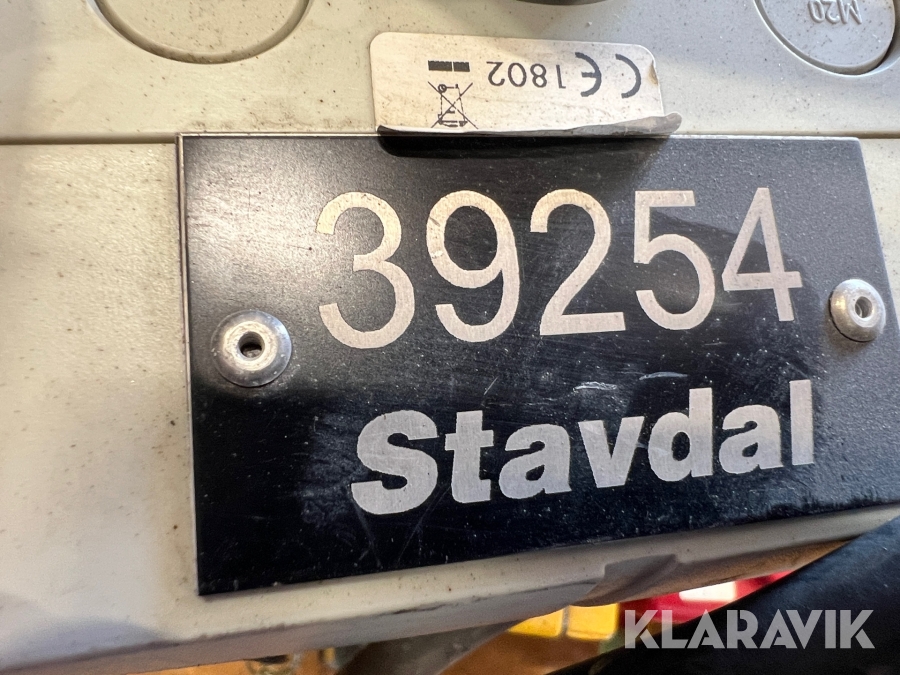 M20
CE 1802
39254
Stavdal
KLARAVIK